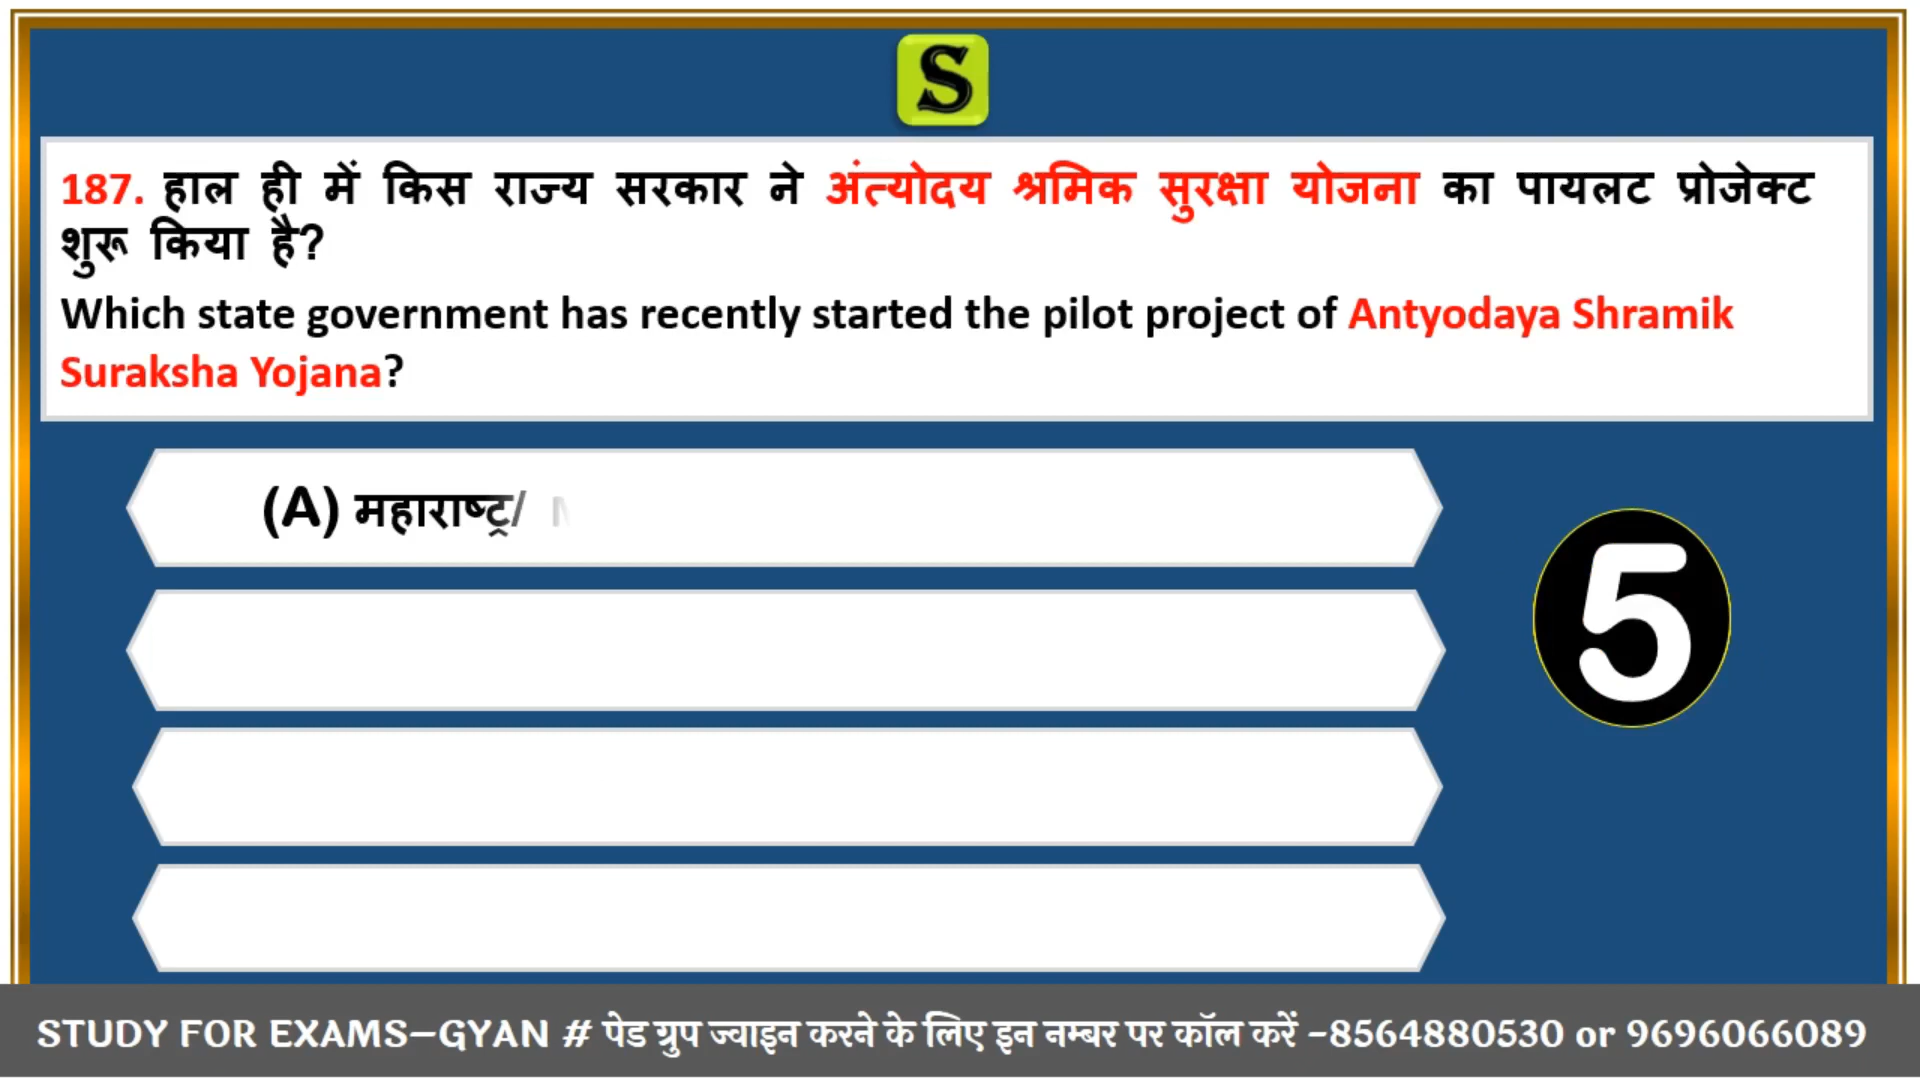 S
187. हाल ही में किस राज्य सरकार ने अंत्योदय श्रमिक सुरक्षा योजना का पायलट प्रोजेक्ट
शुरू किया है?
Which state government has recently started the pilot project of Antyodaya Shramik
Suraksha Yojana?
(A) महाराष्ट्र/
5
STUDY FOR EXAMS–GYAN # पेड ग्रुप ज्वाइन करने के लिए इन नम्बर पर कॉल करें –8564880530 or 9696066089